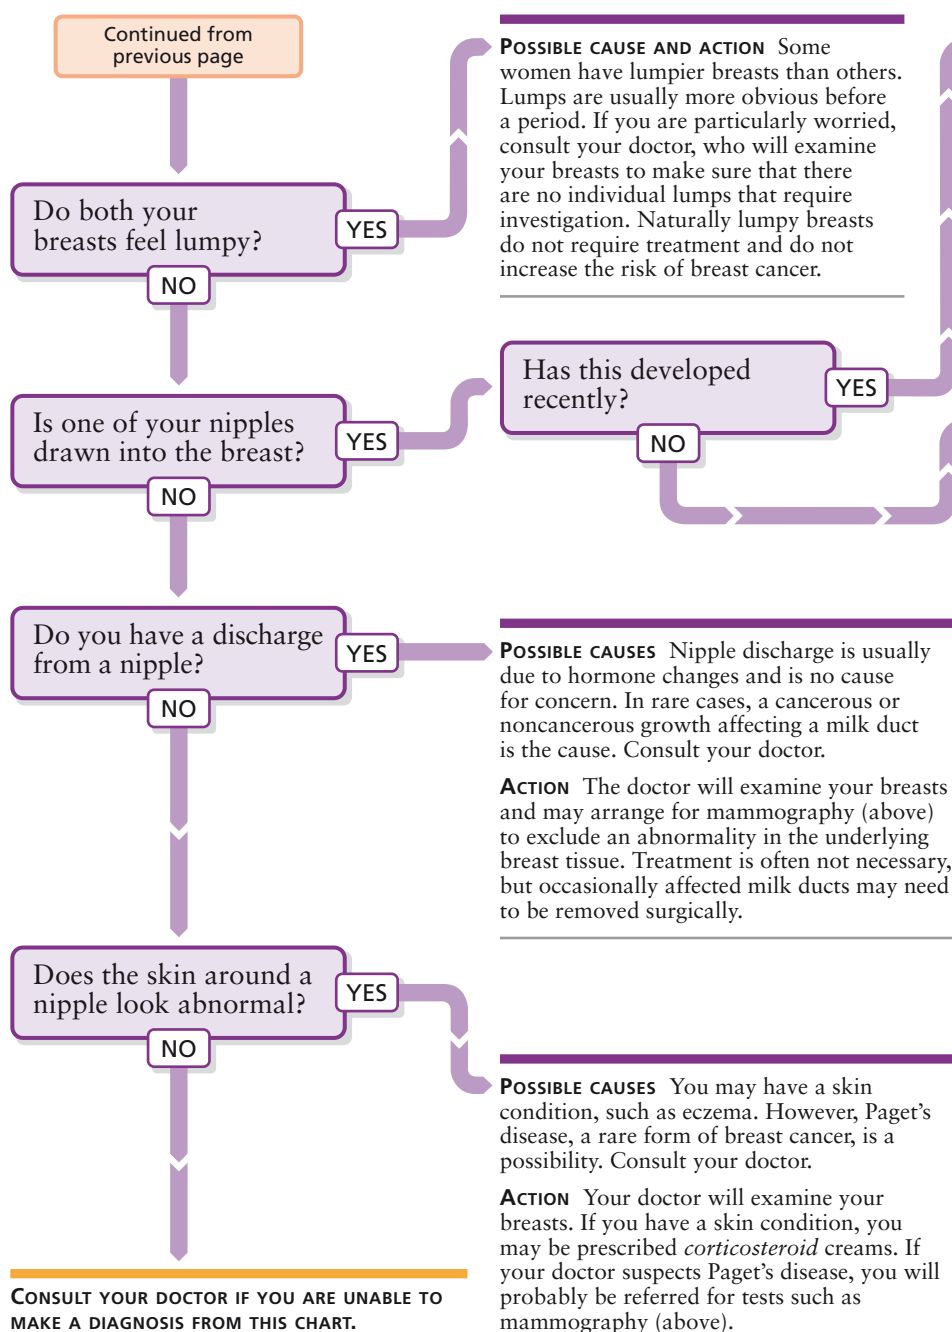 Continued from
previous page
Do both your
breasts feel lumpy?
YES
NO
POSSIBLE CAUSE AND ACTION Some
women have lumpier breasts than others.
Lumps are usually more obvious before
a period. If you are particularly worried,
consult your doctor, who will examine
your breasts to make sure that there
are no individual lumps that require
investigation. Naturally lumpy breasts
do not require treatment and do not
increase the risk of breast cancer.
Is one of your nipples
drawn into the breast?
YES
NO
Has this developed
recently?
YES
NO
Do you have a discharge
from a nipple?
YES
NO
POSSIBLE CAUSES Nipple discharge is usually
due to hormone changes and is no cause
for concern. In rare cases, a cancerous or
noncancerous growth affecting a milk duct
is the cause. Consult your doctor.
ACTION The doctor will examine your breasts
and may arrange for mammography (above)
to exclude an abnormality in the underlying
breast tissue. Treatment is often not necessary,
but occasionally affected milk ducts may need
to be removed surgically.
Does the skin around a
nipple look abnormal?
YES
NO
POSSIBLE CAUSES You may have a skin
condition, such as eczema. However, Paget's
disease, a rare form of breast cancer, is a
possibility. Consult your doctor.
ACTION Your doctor will examine your
breasts. If you have a skin condition, you
may be prescribed corticosteroid creams. If
your doctor suspects Paget's disease, you will
probably be referred for tests such as
mammography (above).
CONSULT YOUR DOCTOR IF YOU ARE UNABLE TO
MAKE A DIAGNOSIS FROM THIS CHART.